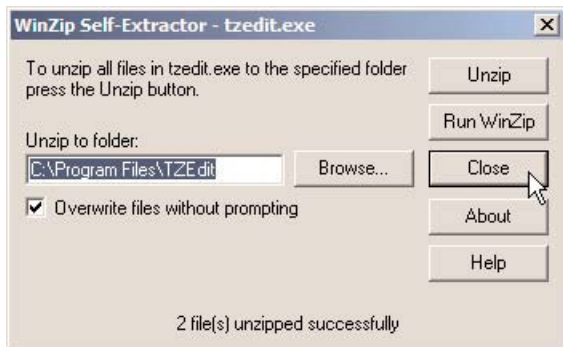 WinZip Self-Extractor - tzedit.exe
To unzip all files in tzedit.exe to the specified folder
press the Unzip button.
Unzip to folder:
C:\Program Files\TZEdit
Browse...
Overwrite files without prompting
Unzip
Run WinZip
Close
About
Help
2 file(s) unzipped successfully